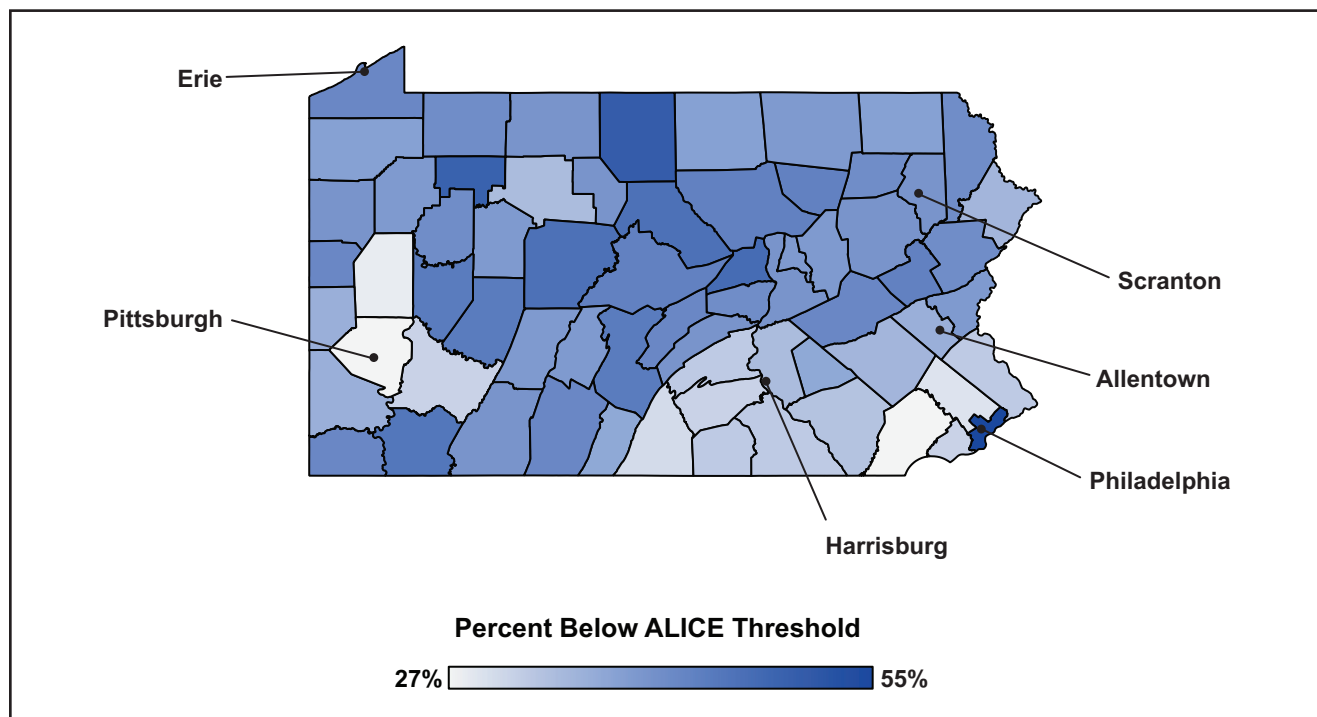 Erie
Scranton
Pittsburgh
Allentown
Philadelphia
Harrisburg
Percent Below ALICE Threshold
27% 55%